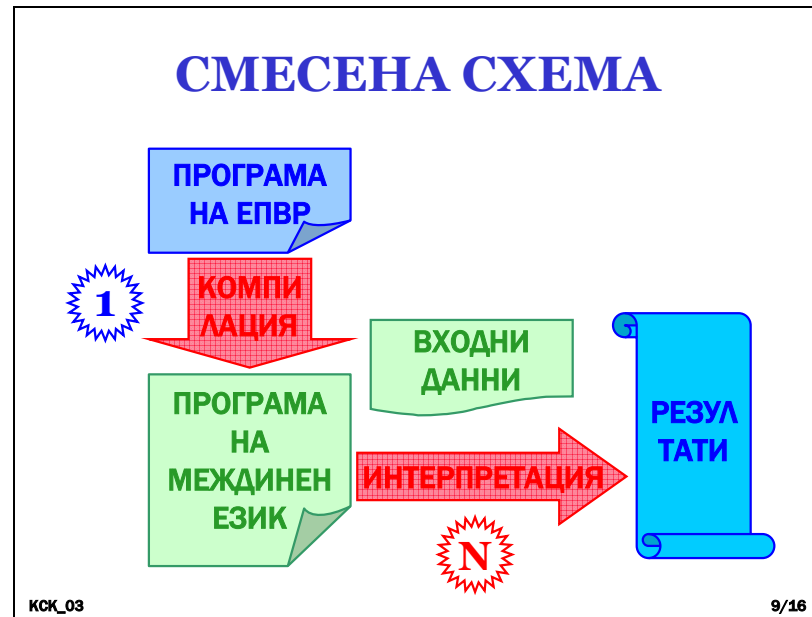 СМЕСЕНА СХЕМА
ПРОГРАМА
НА ЕПВР
1
КОМПИ
ЛАЦИЯ
ВХОДНИ
ДАННИ
ПРОГРАМА
НА
МЕЖДИНЕН
ЕЗИК
ИНТЕРПРЕТАЦИЯ
N
РЕЗУЛ
ТАТИ
КСК_03
9/16